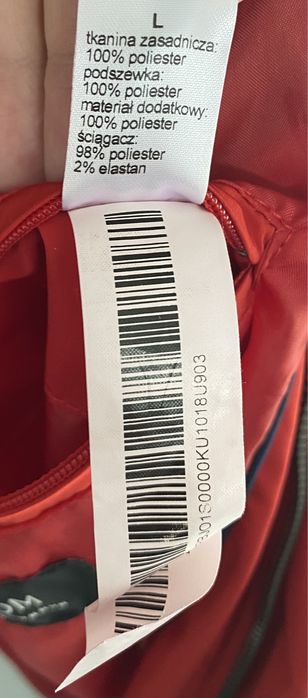 L
tkanina zasadnicza:
100% poliester
podszewka:
100% poliester
materiał dodatkowy:
100% poliester
ściągacz:
98% poliester
2% elastan